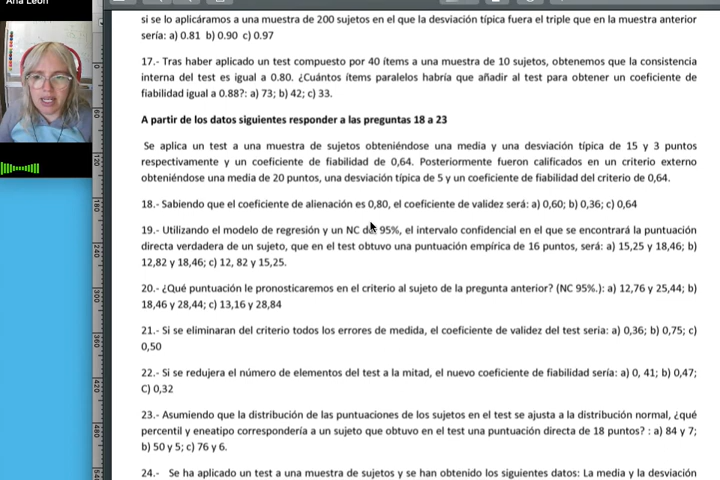 Ana León
si se lo aplicáramos a una muestra de 200 sujetos en el que la desviación típica fuera el triple que en la muestra anterior
sería: a) 0.81 b) 0.90 c) 0.97
17.- Tras haber aplicado un test compuesto por 40 ítems a una muestra de 10 sujetos, obtenemos que la consistencia
interna del test es igual a 0.80. ¿Cuántos ítems paralelos habría que añadir al test para obtener un coeficiente de
fiabilidad igual a 0.88?: a) 73; b) 42; c) 33.
A partir de los datos siguientes responder a las preguntas 18 a 23
Se aplica un test a una muestra de sujetos obteniéndose una media y una desviación típica de 15 y 3 puntos
respectivamente y un coeficiente de fiabilidad de 0,64. Posteriormente fueron calificados en un criterio externo
obteniéndose una media de 20 puntos, una desviación típica de 5 y un coeficiente de fiabilidad del criterio de 0,64.
18.- Sabiendo que el coeficiente de alienación es 0,80, el coeficiente de validez será: a) 0,60; b) 0,36; c) 0,64
19.- Utilizando el modelo de regresión y un NC de 95%, el intervalo confidencial en el que se encontrará la puntuación
directa verdadera de un sujeto, que en el test obtuvo una puntuación empírica de 16 puntos, será: a) 15,25 y 18,46; b)
12,82 y 18,46; c) 12, 82 y 15,25.
20.- ¿Qué puntuación le pronosticaremos en el criterio al sujeto de la pregunta anterior? (NC 95%.): a) 12,76 y 25,44; b)
18,46 y 28,44; c) 13,16 y 28,84
21.- Si se eliminaran del criterio todos los errores de medida, el coeficiente de validez del test seria: a) 0,36; b) 0,75; c)
0,50
22.- Si se redujera el número de elementos del test a la mitad, el nuevo coeficiente de fiabilidad sería: a) 0, 41; b) 0,47;
C) 0,32
23.- Asumiendo que la distribución de las puntuaciones de los sujetos en el test se ajusta a la distribución normal, ¿qué
percentil y eneatipo correspondería a un sujeto que obtuvo en el test una puntuación directa de 18 puntos? : a) 84 y 7;
b) 50 y 5; c) 76 y 6.
24.- Se ha aplicado un test a una muestra de sujetos y se han obtenido los siguientes datos: La media y la desviación
0
60
120
180
240
300
360
420
480